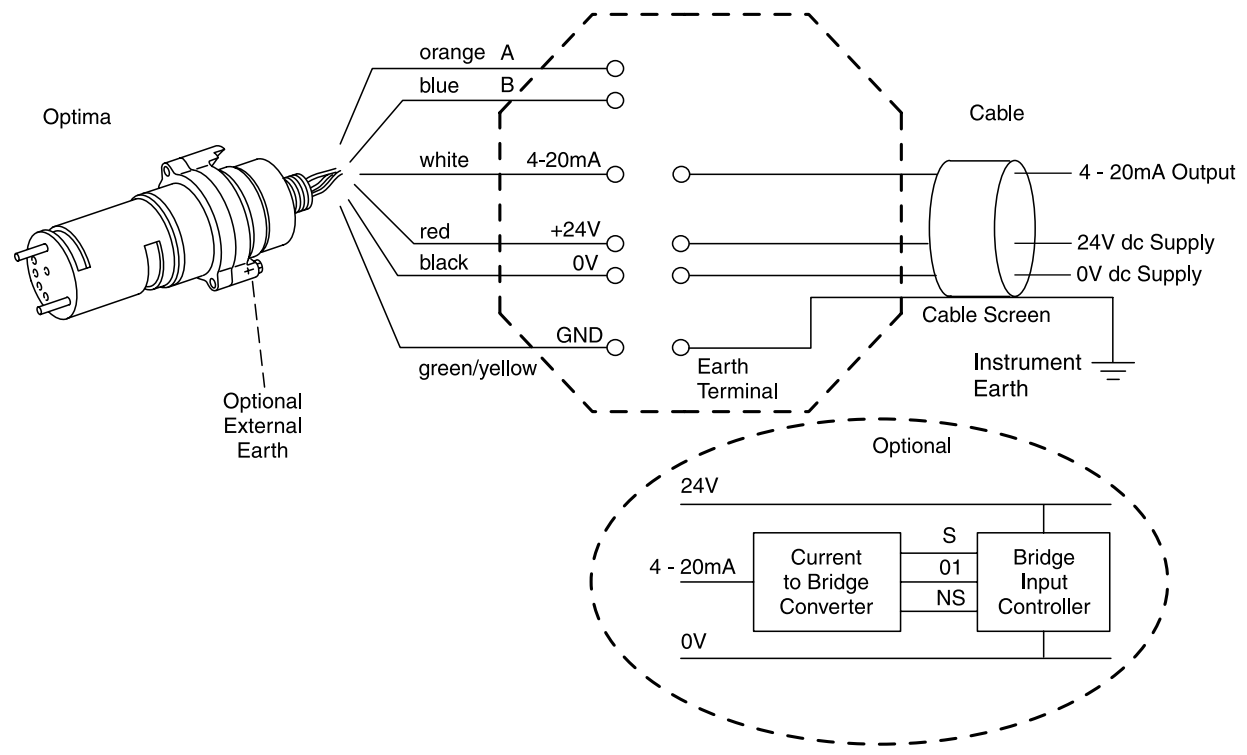 orange A
blue B
Optima
Cable
white 4-20mA
4 - 20mA Output
red +24V
24V dc Supply
black 0V
0V dc Supply
Cable Screen
GND
green/yellow
Earth
Terminal
Instrument
Earth
Optional
External
Earth
Optional
24V
4 - 20mA
Current
to Bridge
Converter
S
01
NS
Bridge
Input
Controller
0V